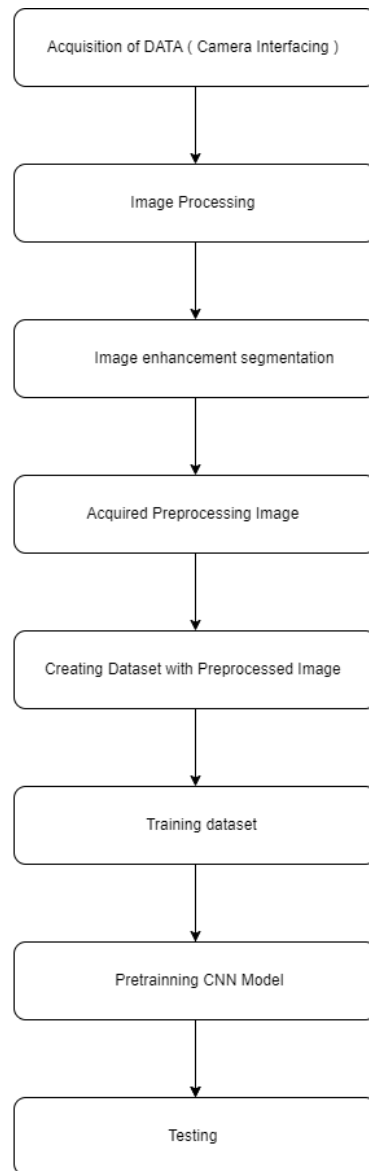 Acquisition of DATA ( Camera Interfacing )
Image Processing
Image enhancement segmentation
Acquired Preprocessing Image
Creating Dataset with Preprocessed Image
Training dataset
Pretrainning CNN Model
Testing